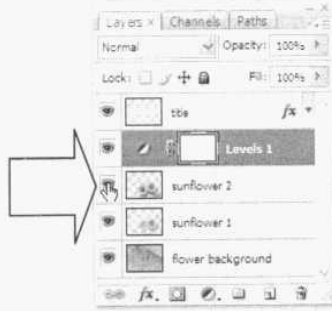 Layers × Channels Paths
Normal Opacity: 100%
Lock: Fill: 100%
title fx
Levels 1
sunflower 2
sunflower 1
flower background
fx.